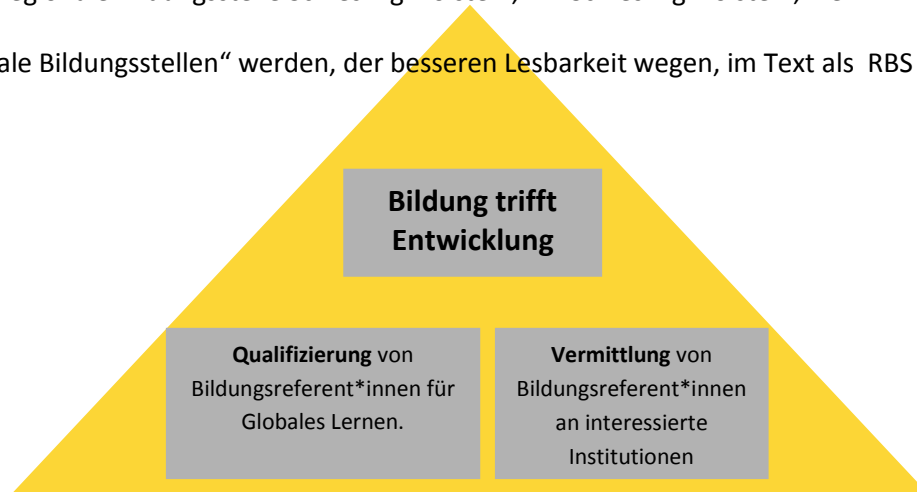 ale Bildungsstellen“ werden, der besseren Lesbarkeit wegen, im Text als RBS
Bildung trifft
Entwicklung
Qualifizierung von
Bildungsreferent*innen für
Globales Lernen.
Vermittlung von
Bildungsreferent*innen
an interessierte
Institutionen